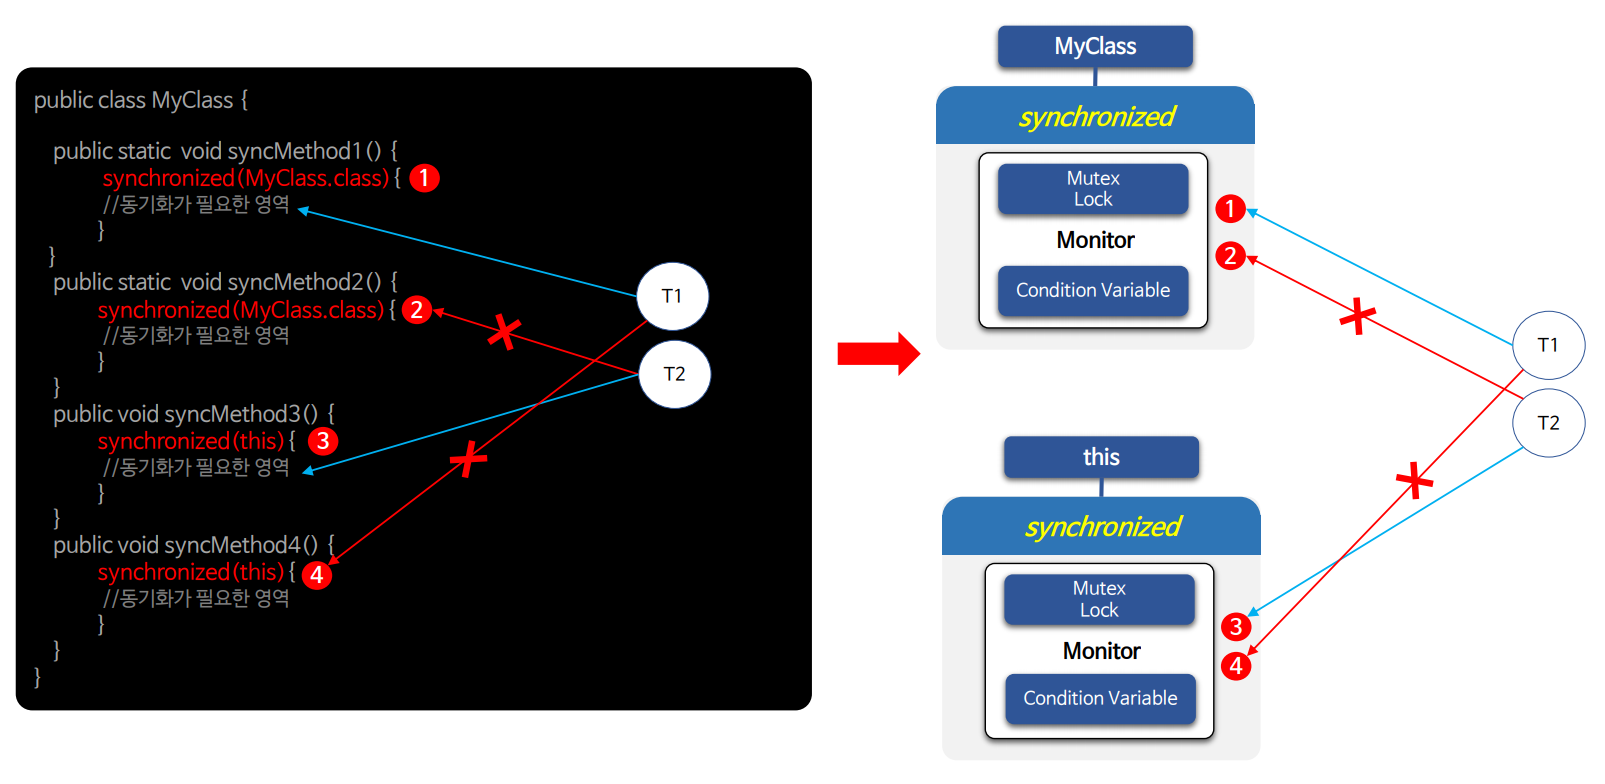 public class MyClass {
public static  void syncMethod1() {
synchronized(MyClass.class) { 1
//동기화가 필요한 영역
}
}
public static  void syncMethod2() {
synchronized(MyClass.class) { 2
//동기화가 필요한 영역
}
}
public void syncMethod3() {
synchronized(this) { 3
//동기화가 필요한 영역
}
}
public void syncMethod4() {
synchronized(this) { 4
//동기화가 필요한 영역
}
}
}
T1
T2
MyClass
synchronized
Mutex
Lock
Monitor
Condition Variable
1
2
this
synchronized
Mutex
Lock
Monitor
Condition Variable
3
4
T1
T2